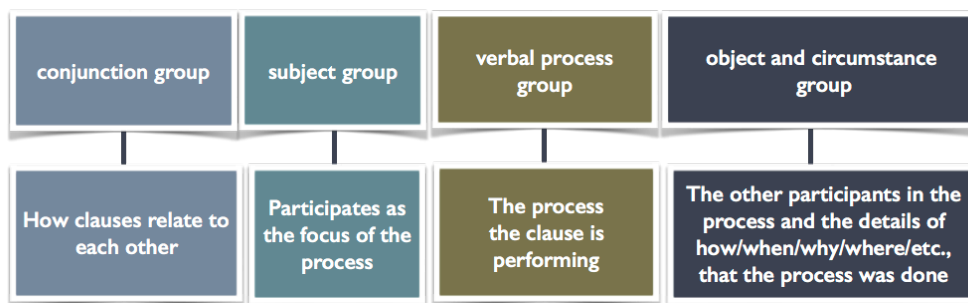 conjunction group
subject group
verbal process
group
object and circumstance
group
How clauses relate to
each other
Participates as
the focus of the
process
The process
the clause is
performing
The other participants in the
process and the details of
how/when/why/where/etc.,
that the process was done